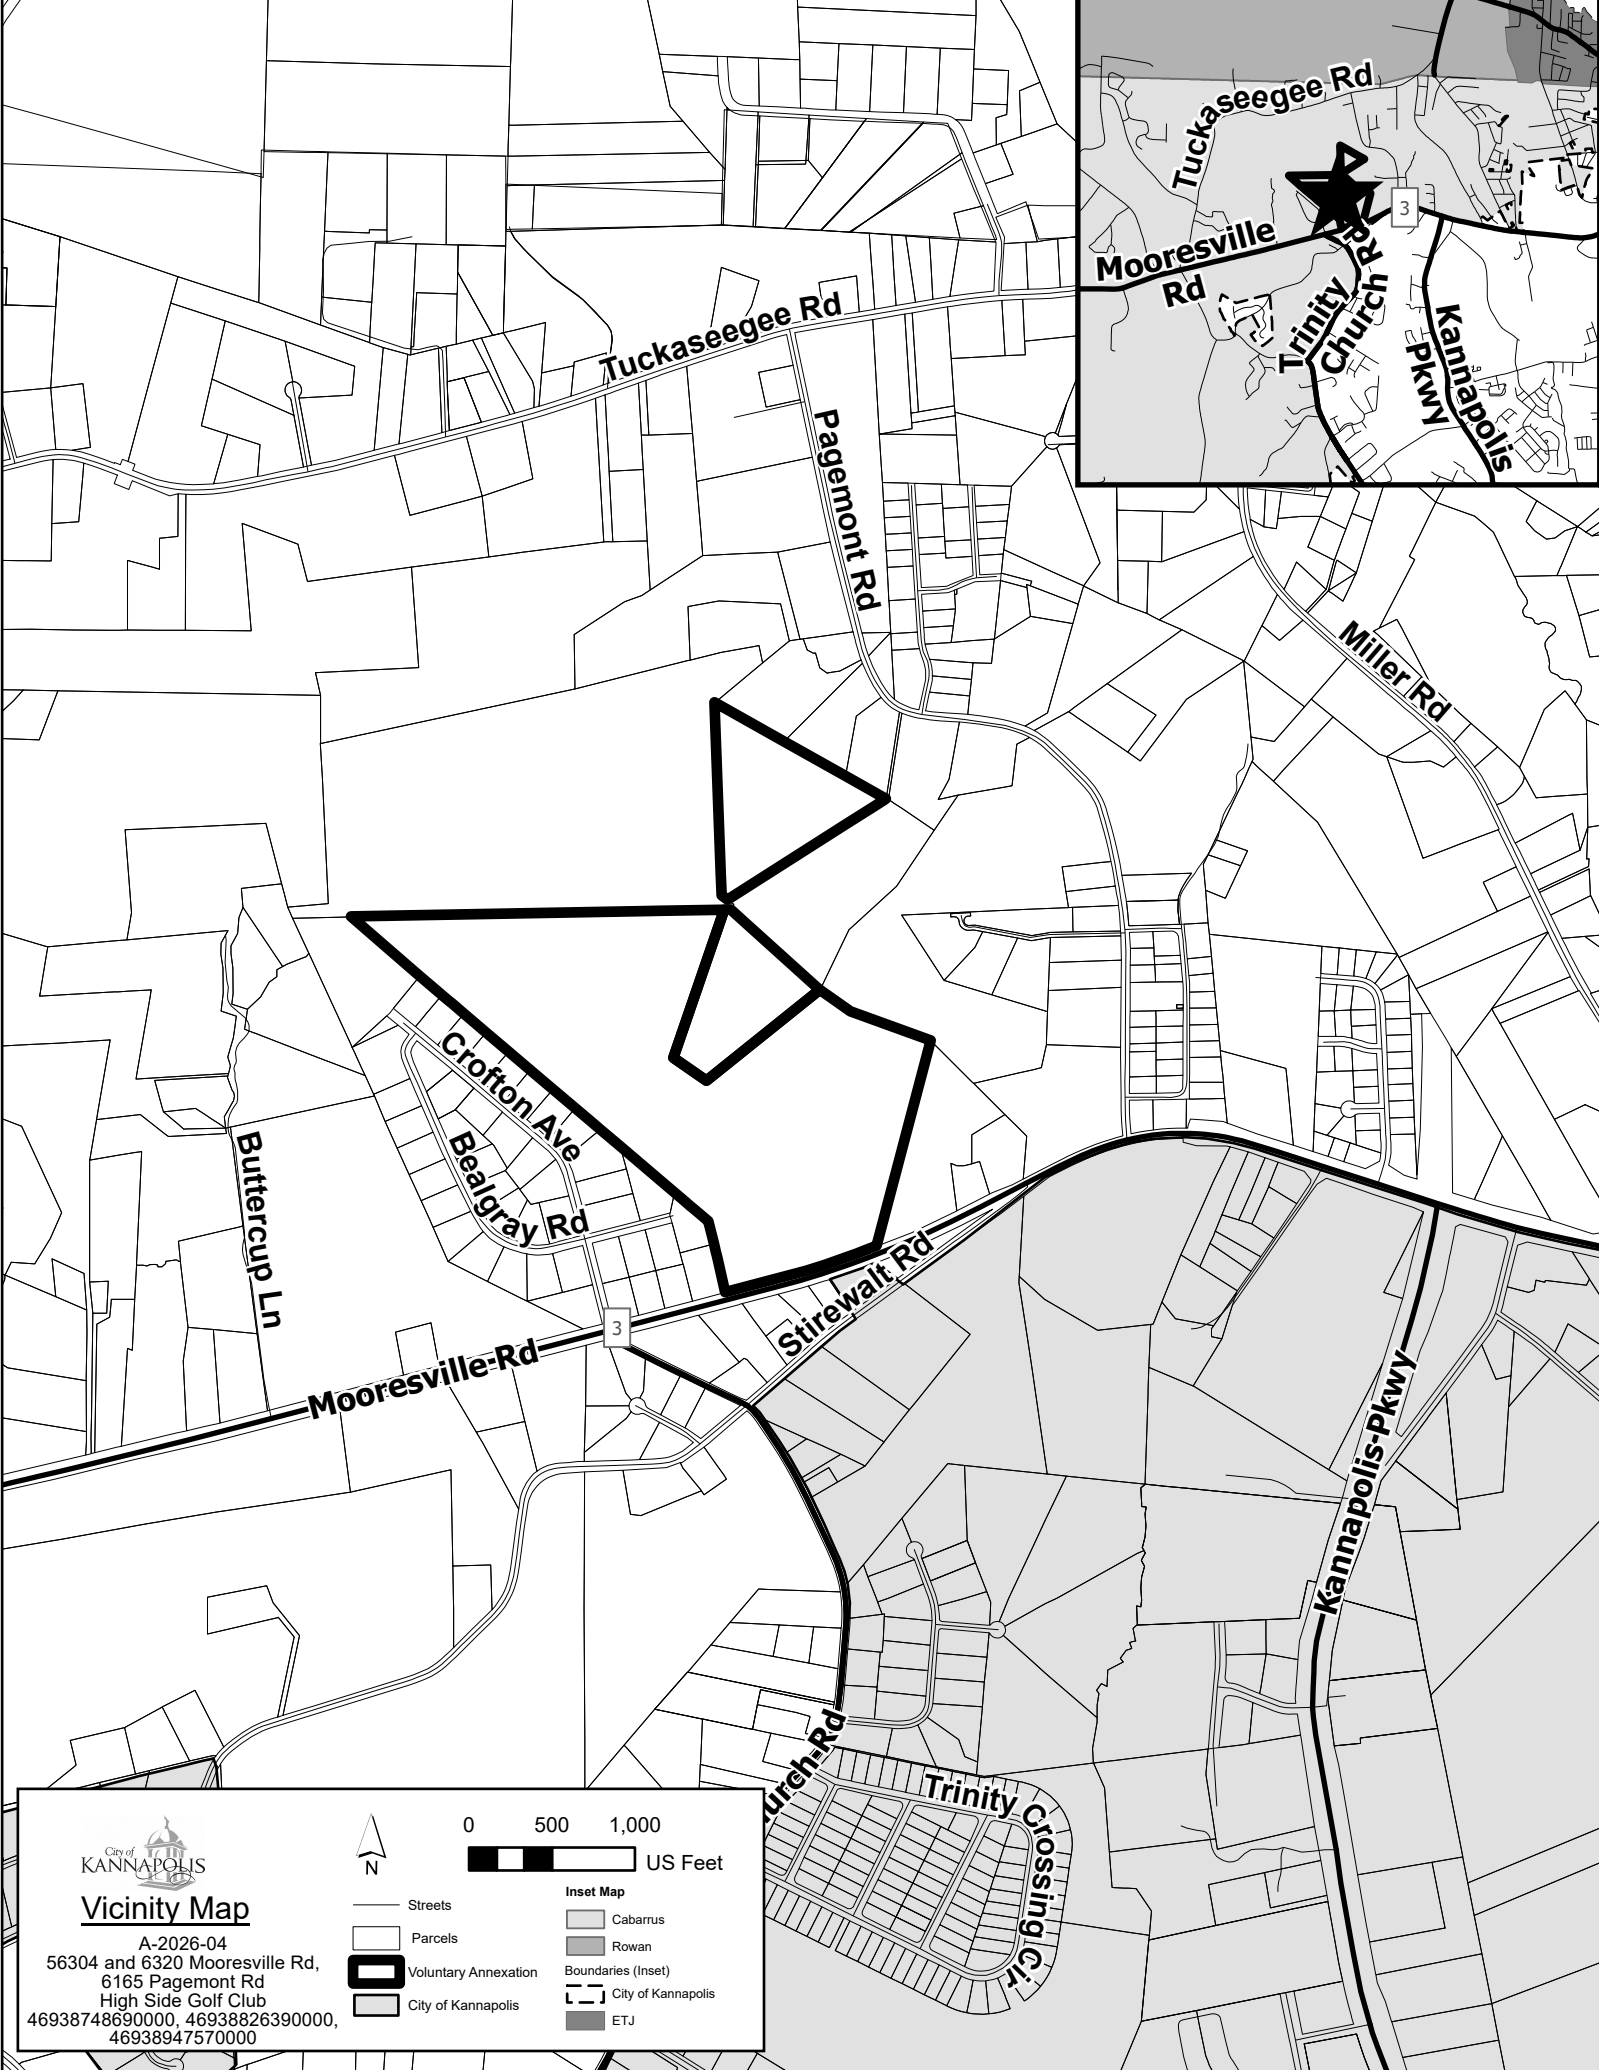 Tuckaseegee Rd
3
Mooresville
Rd
Trinity
Church Rd
Kannapolis
Pkwy
Tuckaseegee Rd
Pagemont Rd
Miller Rd
Crofton Ave
Bealgray Rd
Buttercup Ln
Stirewalt Rd
3
Mooresville Rd
Kannapolis Pkwy
urch Rd
Trinity Crossing Cir
City of
KANNAPOLIS
Vicinity Map
A-2026-04
56304 and 6320 Mooresville Rd,
6165 Pagemont Rd
High Side Golf Club
46938748690000, 46938826390000,
46938947570000
N
0 500 1,000
US Feet
Streets
Parcels
Voluntary Annexation
City of Kannapolis
Inset Map
Cabarrus
Rowan
Boundaries (Inset)
City of Kannapolis
ETJ